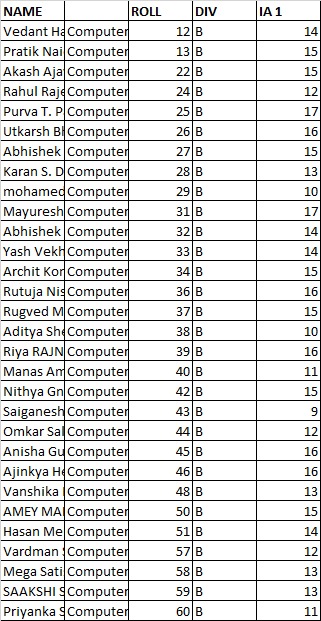 NAME ROLL DIV IA 1
Vedant Ha Computer 12 B 14
Pratik Nai Computer 13 B 15
Akash Aja Computer 22 B 15
Rahul Raje Computer 24 B 12
Purva T. P Computer 25 B 17
Utkarsh Bh Computer 26 B 16
Abhishek Computer 27 B 15
Karan S. D Computer 28 B 13
mohamed Computer 29 B 10
Mayuresh Computer 31 B 17
Abhishek Computer 32 B 14
Yash Vekh Computer 33 B 14
Archit Kor Computer 34 B 15
Rutuja Nis Computer 36 B 16
Rugved M Computer 37 B 15
Aditya She Computer 38 B 10
Riya RAJN Computer 39 B 16
Manas Am Computer 40 B 11
Nithya Gn Computer 42 B 15
Saiganesh Computer 43 B 9
Omkar Sal Computer 44 B 12
Anisha Gu Computer 45 B 16
Ajinkya He Computer 46 B 16
Vanshika Computer 48 B 13
AMEY MA Computer 50 B 15
Hasan Me Computer 51 B 14
Vardman S Computer 57 B 12
Mega Sati Computer 58 B 13
SAAKSHI S Computer 59 B 13
Priyanka S Computer 60 B 11